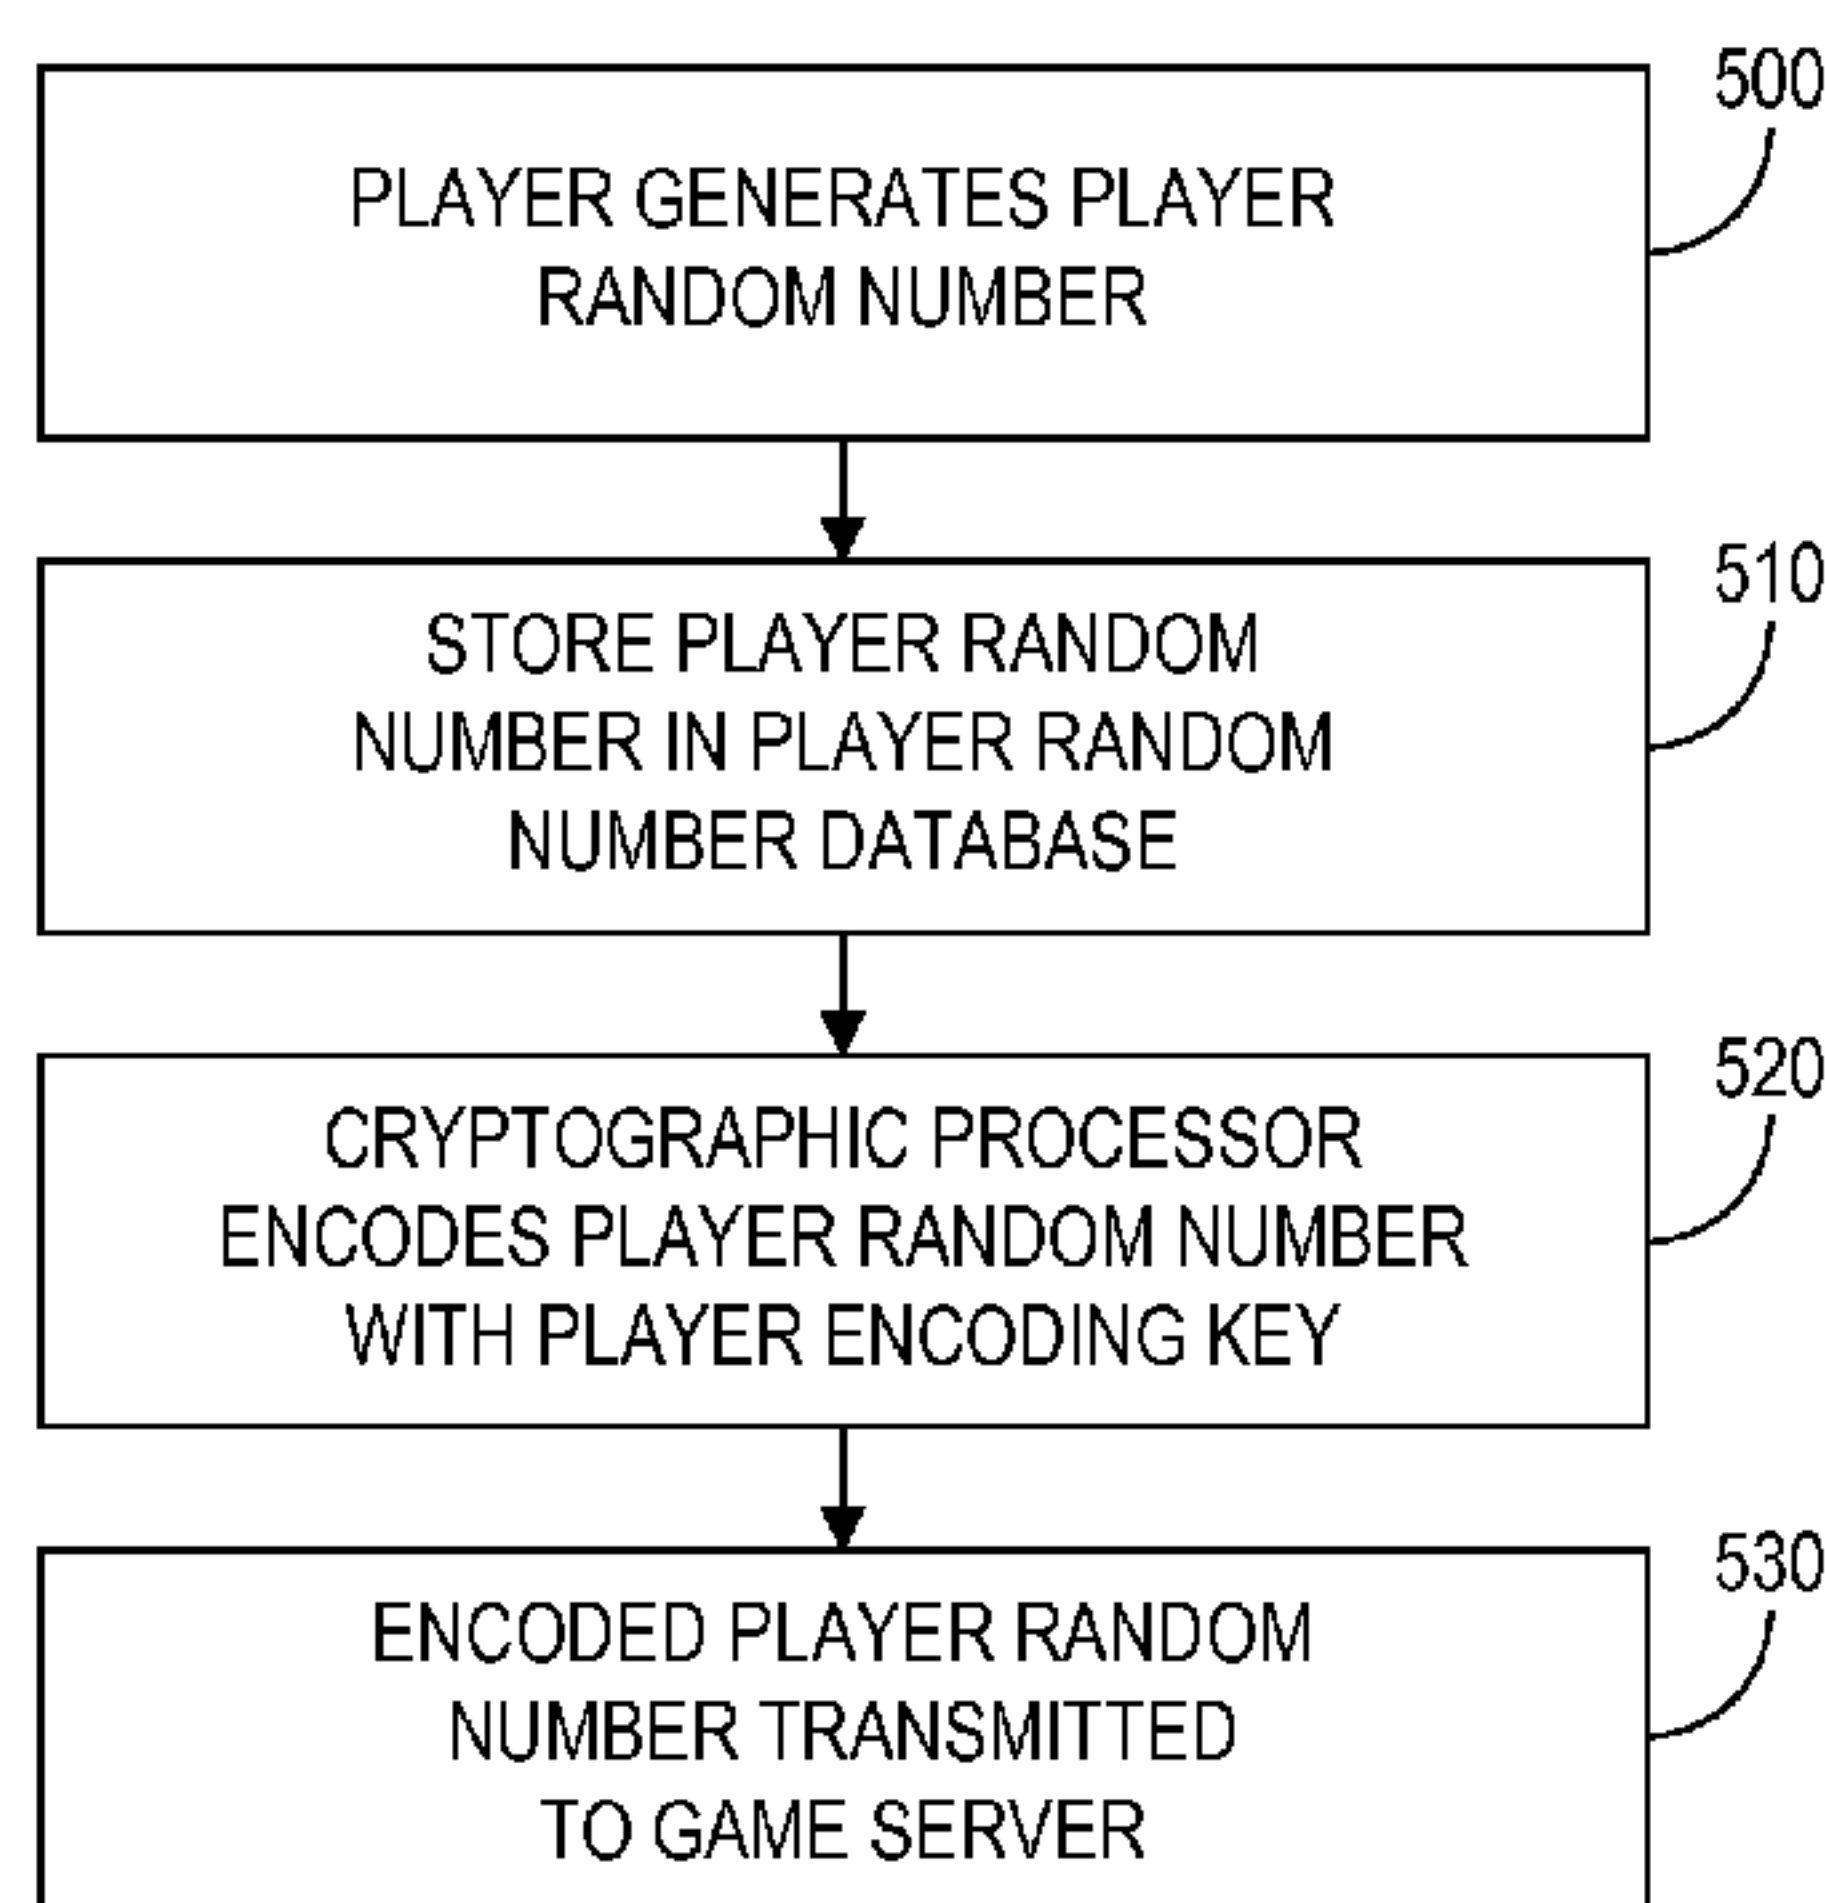 500
PLAYER GENERATES PLAYER
RANDOM NUMBER
510
STORE PLAYER RANDOM
NUMBER IN PLAYER RANDOM
NUMBER DATABASE
520
CRYPTOGRAPHIC PROCESSOR
ENCODES PLAYER RANDOM NUMBER
WITH PLAYER ENCODING KEY
530
ENCODED PLAYER RANDOM
NUMBER TRANSMITTED
TO GAME SERVER